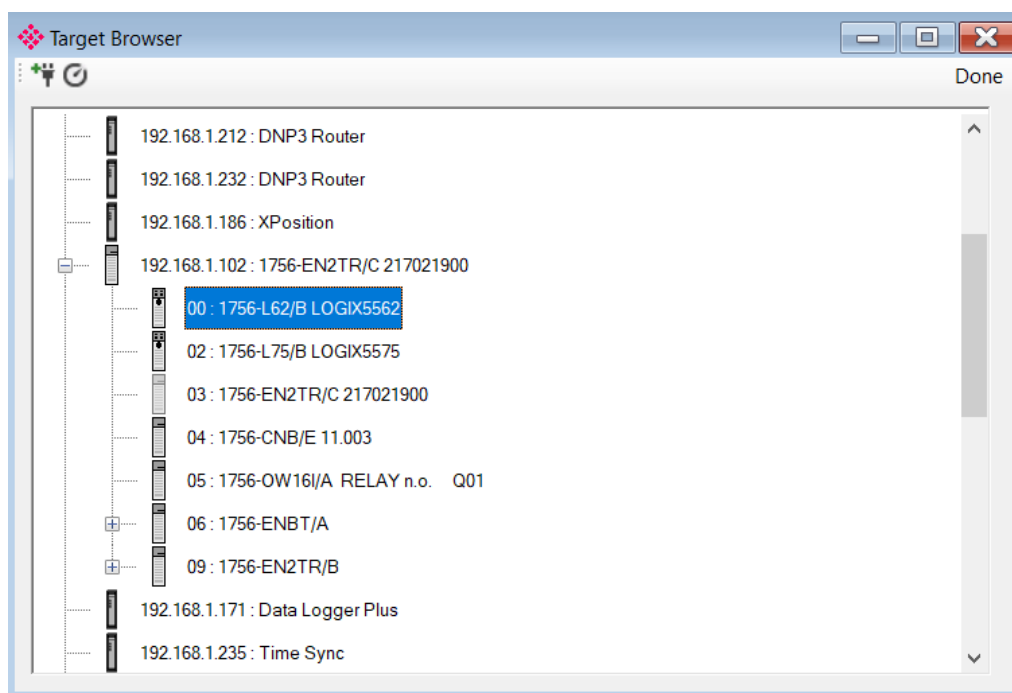 Target Browser
Done
192.168.1.212 : DNP3 Router
192.168.1.232 : DNP3 Router
192.168.1.186 : XPosition
192.168.1.102 : 1756-EN2TR/C 217021900
00 : 1756-L62/B LOGIX5562
02 : 1756-L75/B LOGIX5575
03 : 1756-EN2TR/C 217021900
04 : 1756-CNB/E 11.003
05 : 1756-OW16I/A RELAY n.o. Q01
06 : 1756-ENBT/A
09 : 1756-EN2TR/B
192.168.1.171 : Data Logger Plus
192.168.1.235 : Time Sync